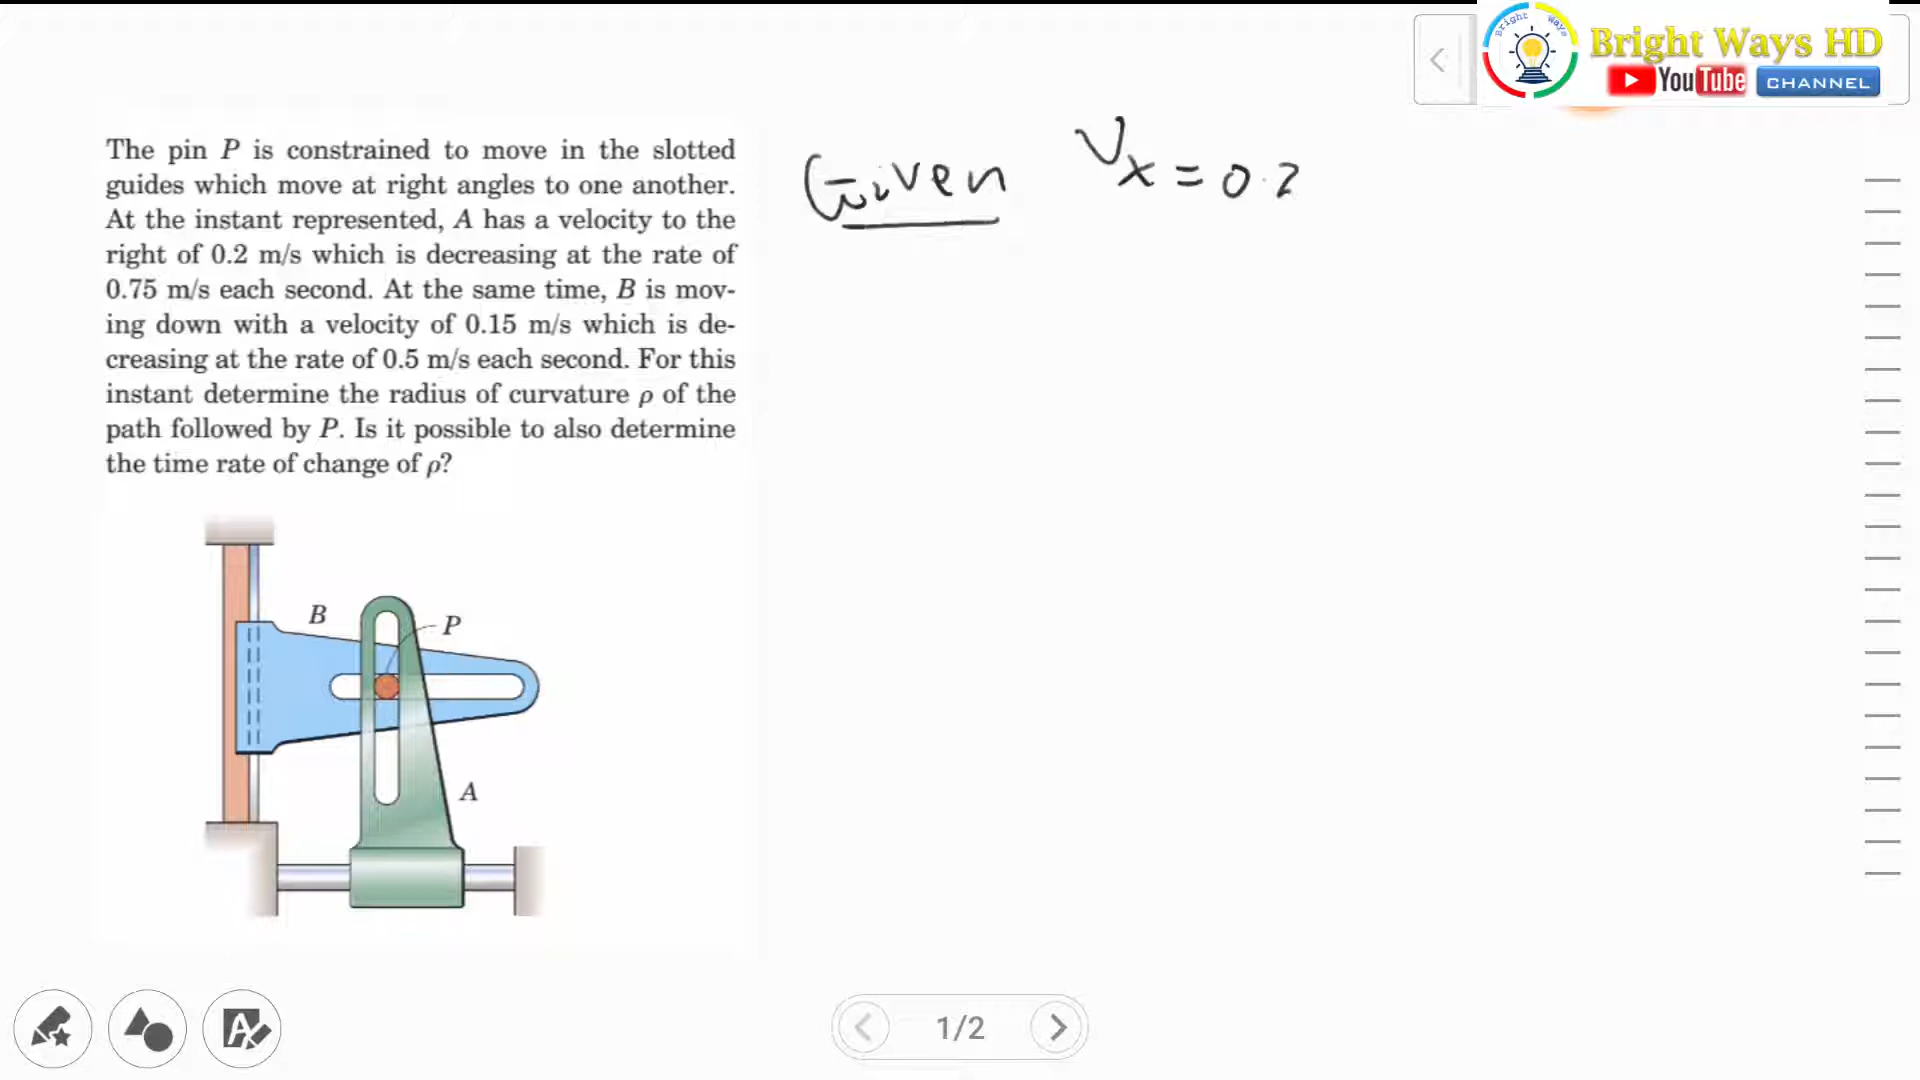 Bright Ways
Bright Ways HD
YouTube CHANNEL
The pin P is constrained to move in the slotted
guides which move at right angles to one another.
At the instant represented, A has a velocity to the
right of 0.2 m/s which is decreasing at the rate of
0.75 m/s each second. At the same time, B is mov-
ing down with a velocity of 0.15 m/s which is de-
creasing at the rate of 0.5 m/s each second. For this
instant determine the radius of curvature ρ of the
path followed by P. Is it possible to also determine
the time rate of change of ρ?
Given Vx = 0.2
B
P
A
A
1/2